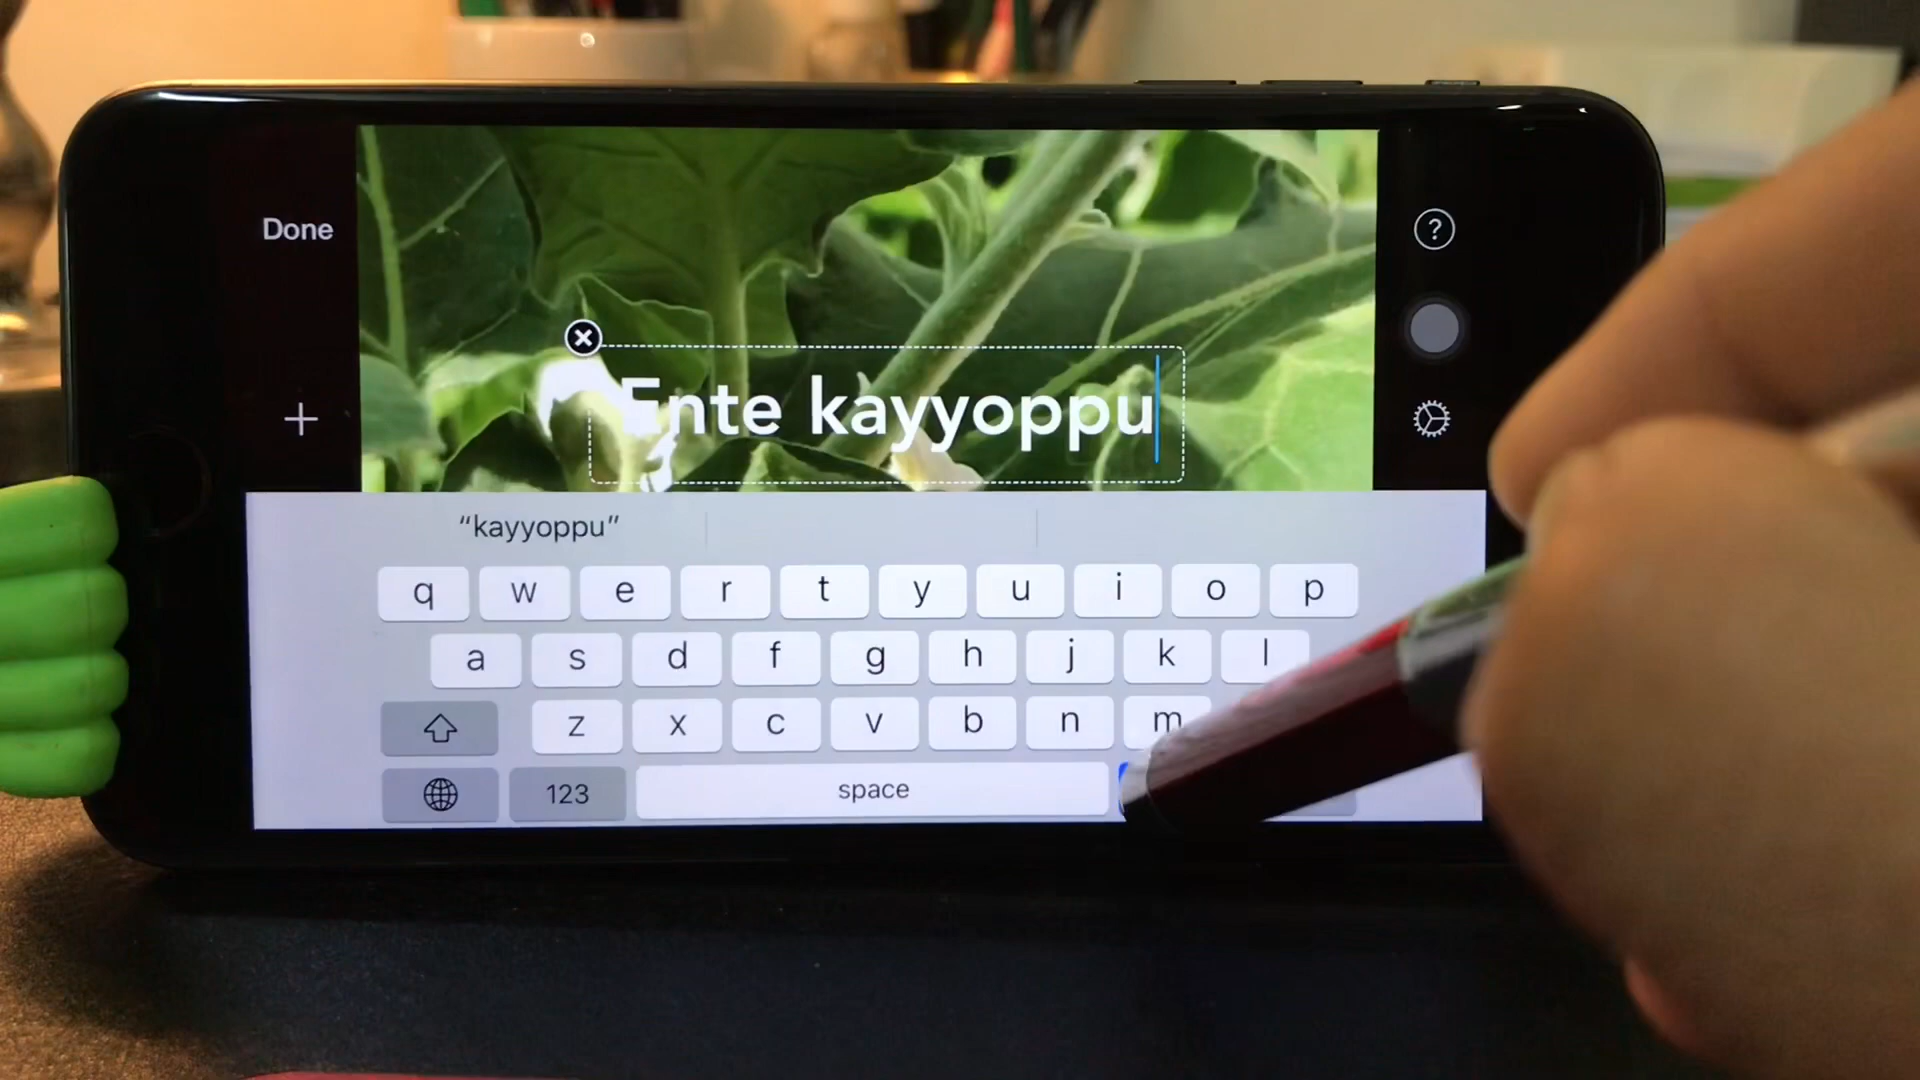 Done
?
Ente kayyoppu
“kayyoppu”
q w e r t y u i o p
a s d f g h j k l
z x c v b n m
123 space